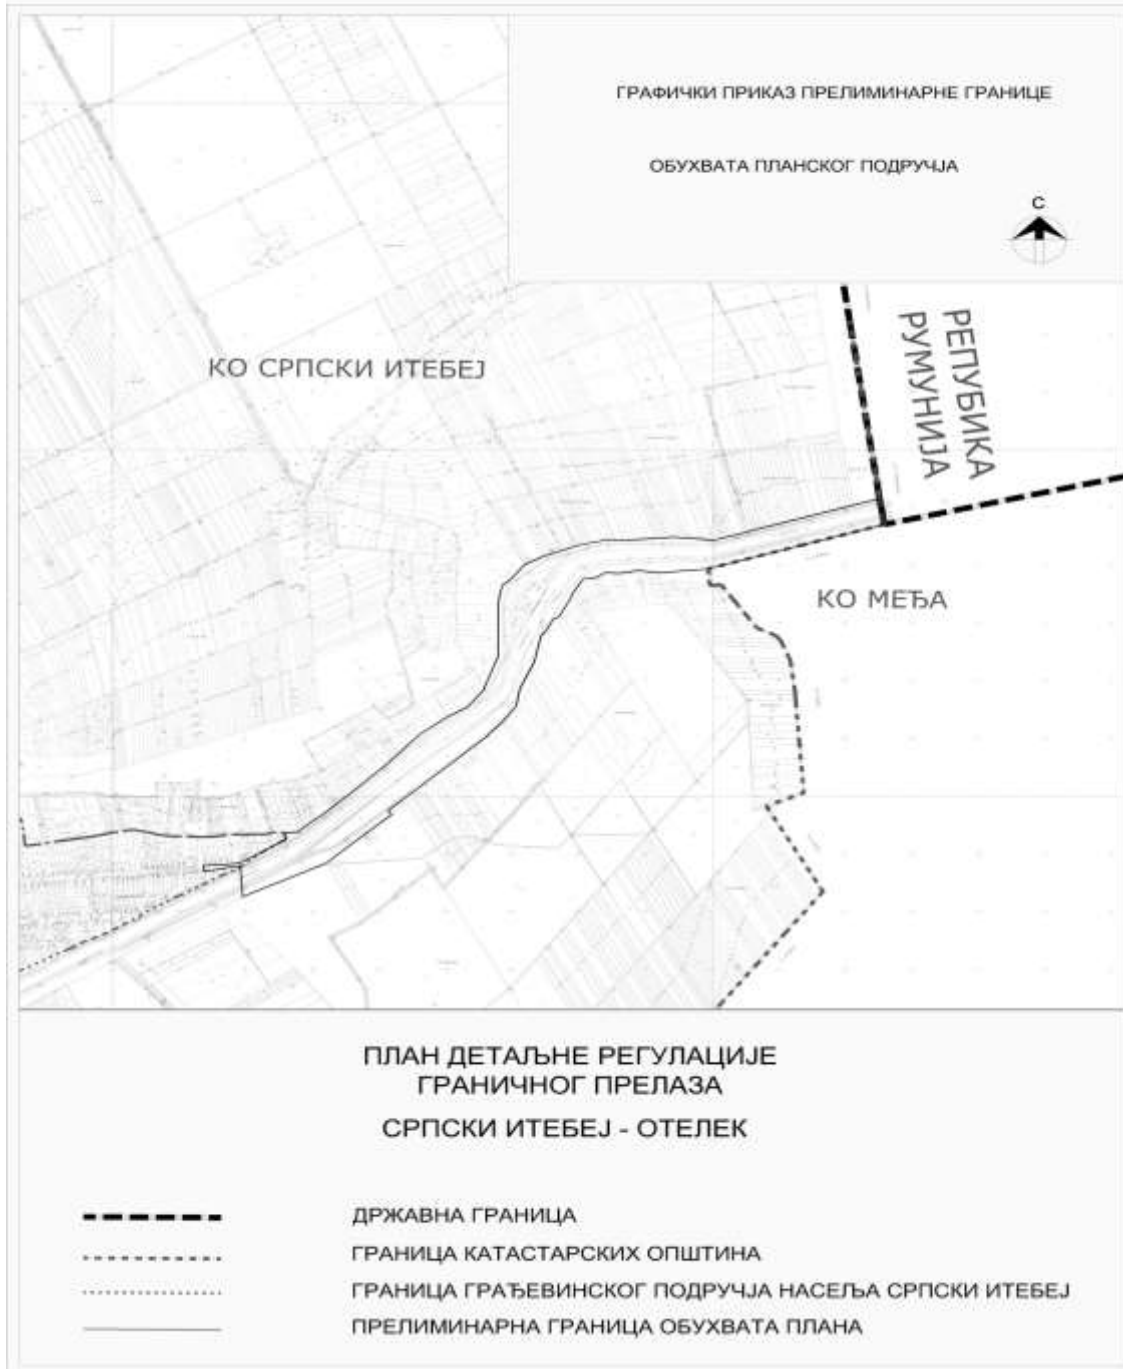 ГРАФИЧКИ ПРИКАЗ ПРЕЛИМИНАРНЕ ГРАНИЦЕ
ОБУХВАТА ПЛАНСКОГ ПОДРУЧЈА
С
РЕПУБИКА
РУМУНИЈА
КО СРПСКИ ИТЕБЕЈ
КО МЕЂА
ПЛАН ДЕТАЉНЕ РЕГУЛАЦИЈЕ
ГРАНИЧНОГ ПРЕЛАЗА
СРПСКИ ИТЕБЕЈ - ОТЕЛЕК
ДРЖАВНА ГРАНИЦА
ГРАНИЦА КАТАСТАРСКИХ ОПШТИНА
ГРАНИЦА ГРАЂЕВИНСКОГ ПОДРУЧЈА НАСЕЉА СРПСКИ ИТЕБЕЈ
ПРЕЛИМИНАРНА ГРАНИЦА ОБУХВАТА ПЛАНА